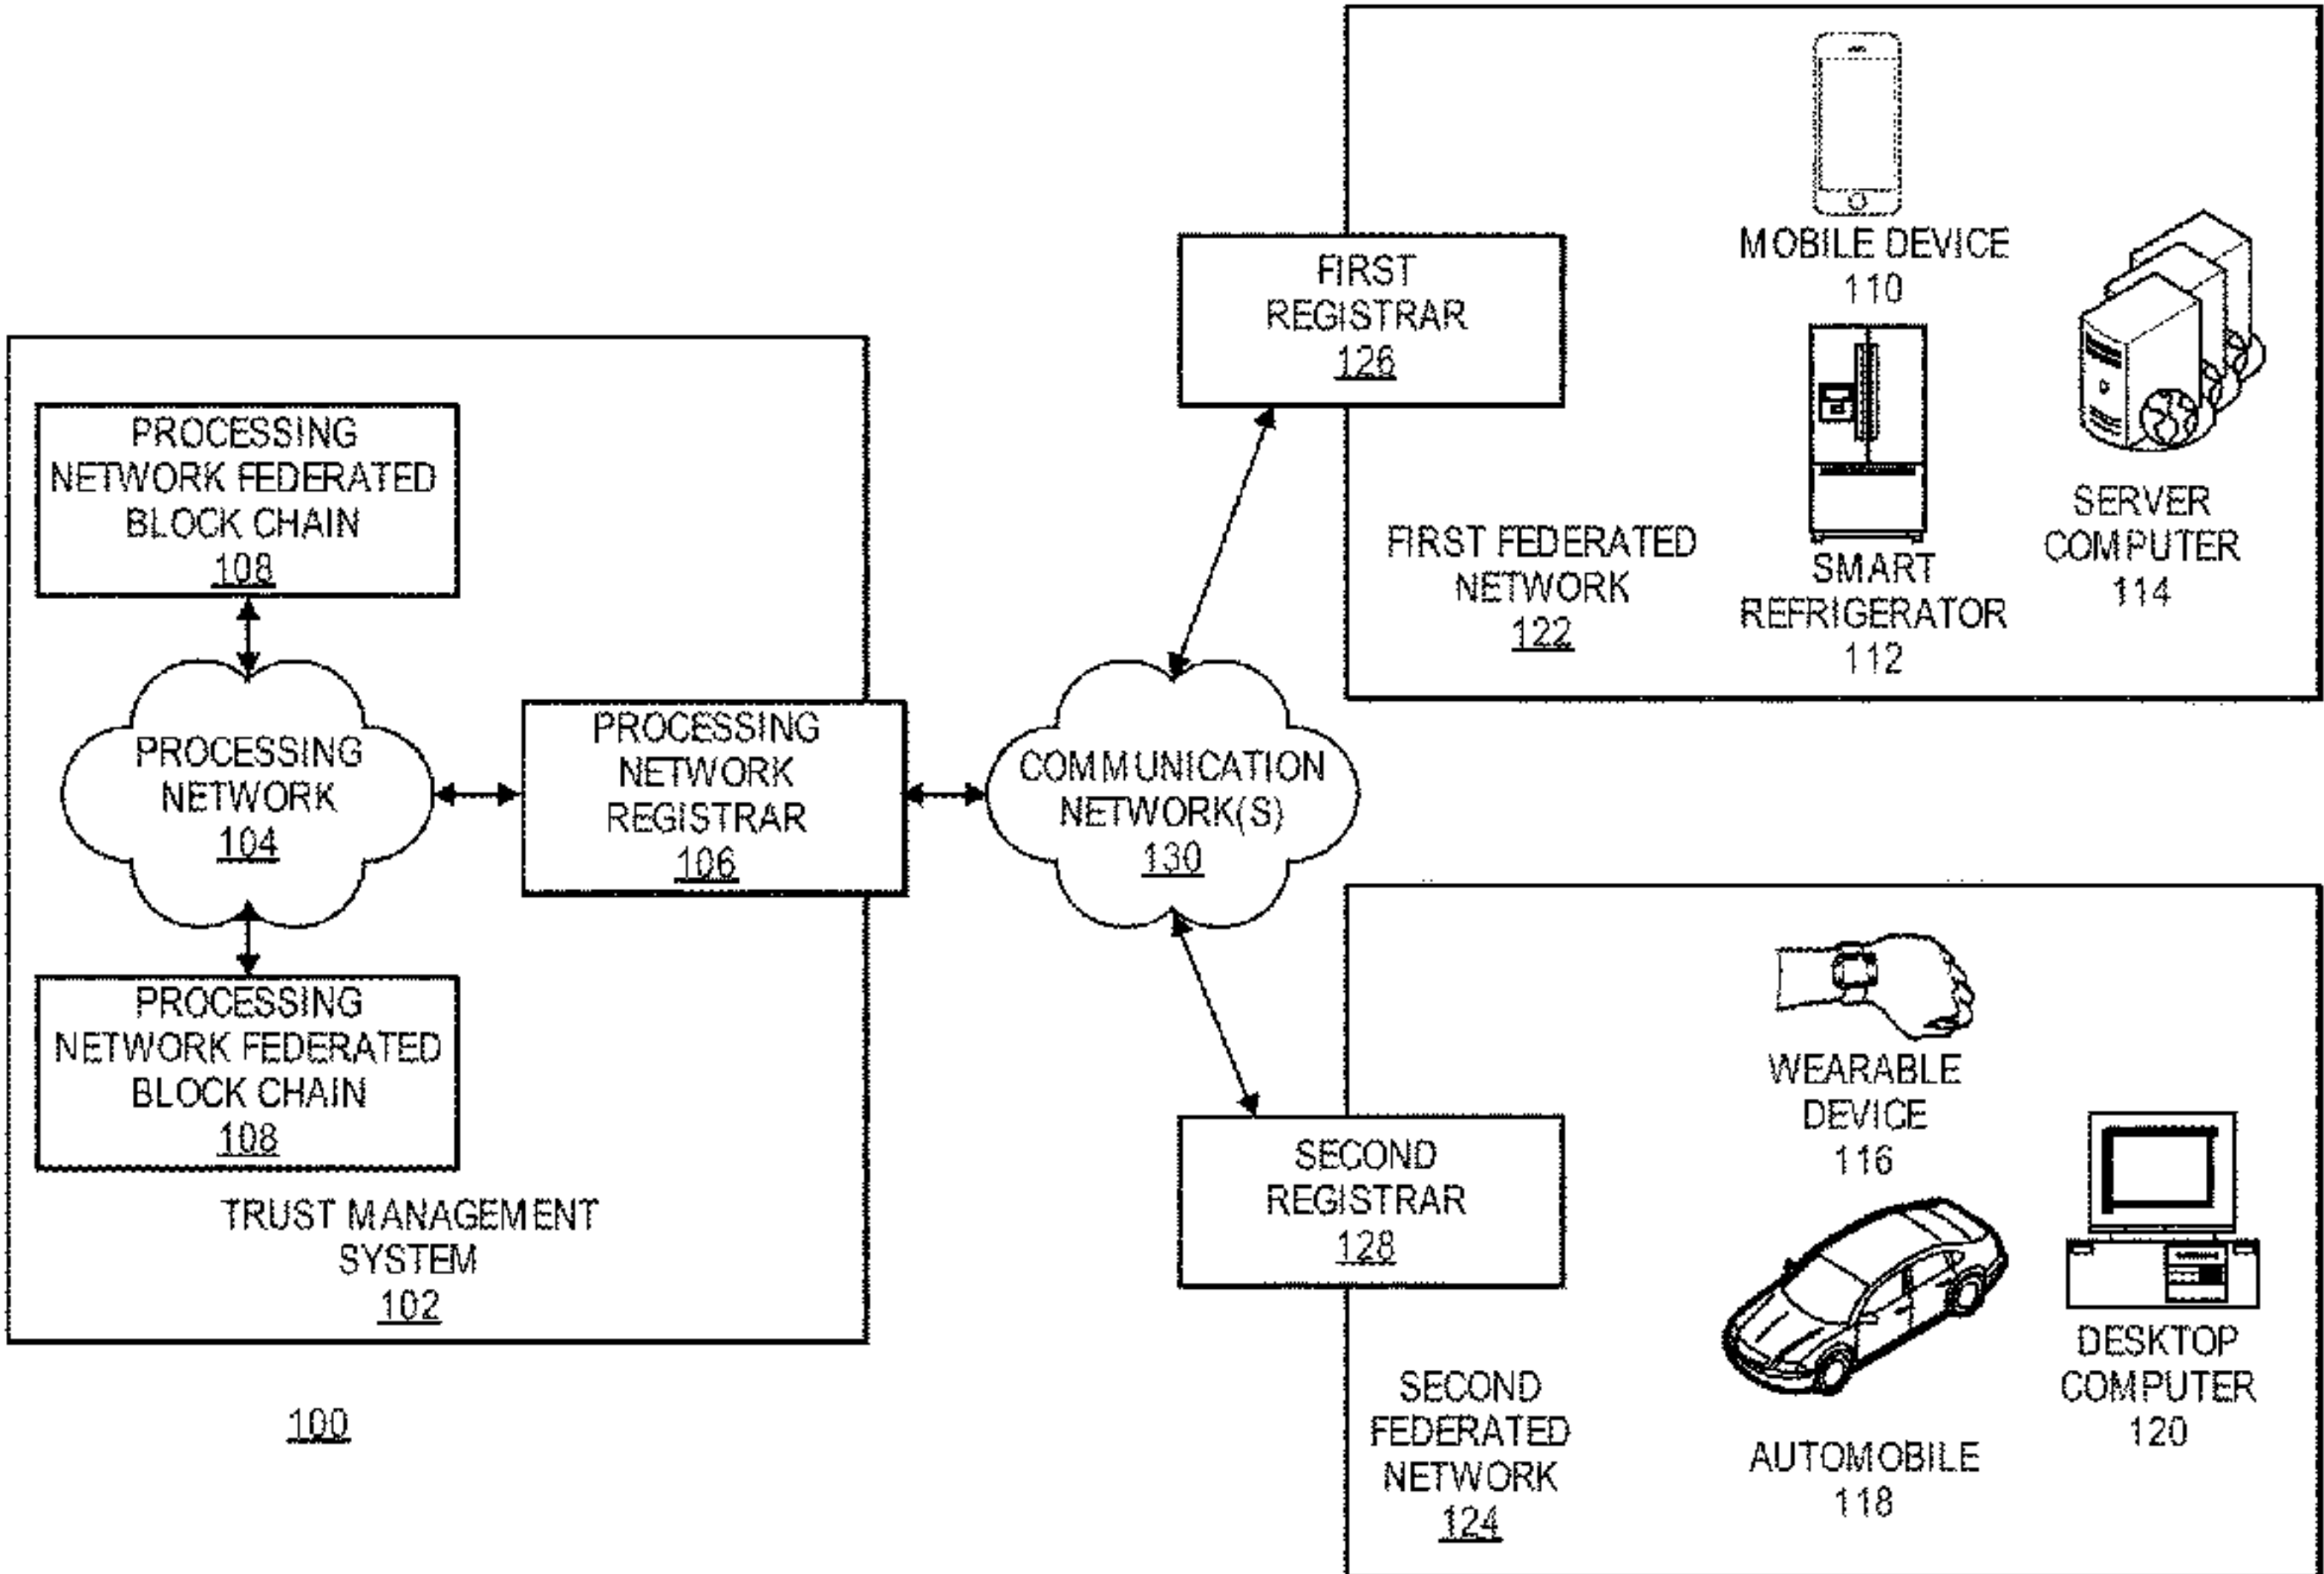 PROCESSING
NETWORK FEDERATED
BLOCK CHAIN
108
PROCESSING
NETWORK
104
PROCESSING
NETWORK FEDERATED
BLOCK CHAIN
108
TRUST MANAGEMENT
SYSTEM
102
100
PROCESSING
NETWORK
REGISTRAR
106
COMMUNICATION
NETWORK(S)
130
FIRST
REGISTRAR
126
FIRST FEDERATED
NETWORK
122
MOBILE DEVICE
110
SMART
REFRIGERATOR
112
SERVER
COMPUTER
114
SECOND
REGISTRAR
128
SECOND
FEDERATED
NETWORK
124
WEARABLE
DEVICE
116
AUTOMOBILE
118
DESKTOP
COMPUTER
120